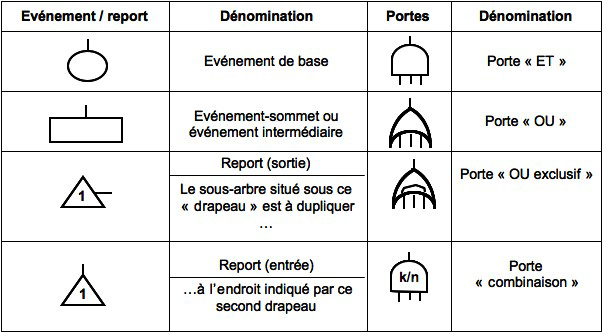 Evénement / report
Dénomination
Portes
Dénomination
Evénement de base
Porte « ET »
Evénement-sommet ou
événement intermédiaire
Porte « OU »
1
Report (sortie)
Le sous-arbre situé sous ce
« drapeau » est à dupliquer
…
Porte « OU exclusif »
1
Report (entrée)
…à l’endroit indiqué par ce
second drapeau
k/n
Porte
« combinaison »